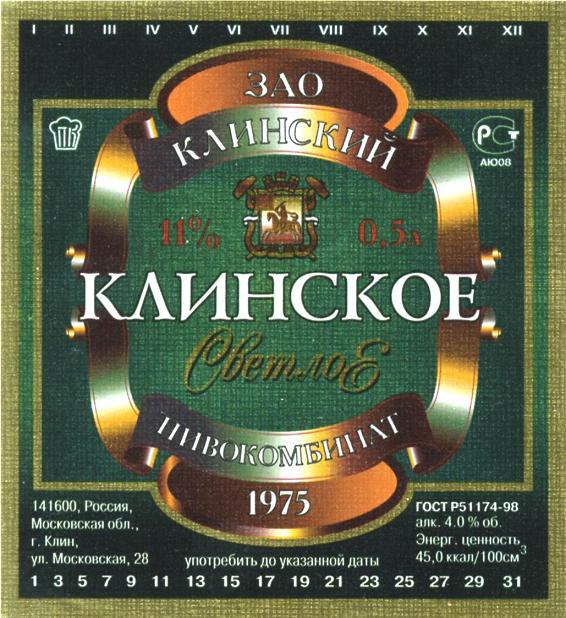 I II III IV V VI VII VIII IX X XI XII
ЗАО
КЛИНСКИЙ
РСТ
АЮ08
11% 0.5л
КЛИНСКОЕ
Светлое
ПИВОКОМБИНАТ
1975
141600, Россия,
Московская обл.,
г. Клин,
ул. Московская, 28
употребить до указанной даты
ГОСТ Р51174-98
алк. 4.0 % об.
Энерг. ценность
45,0 ккал/100см³
1 3 5 7 9 11 13 15 17 19 21 23 25 27 29 31